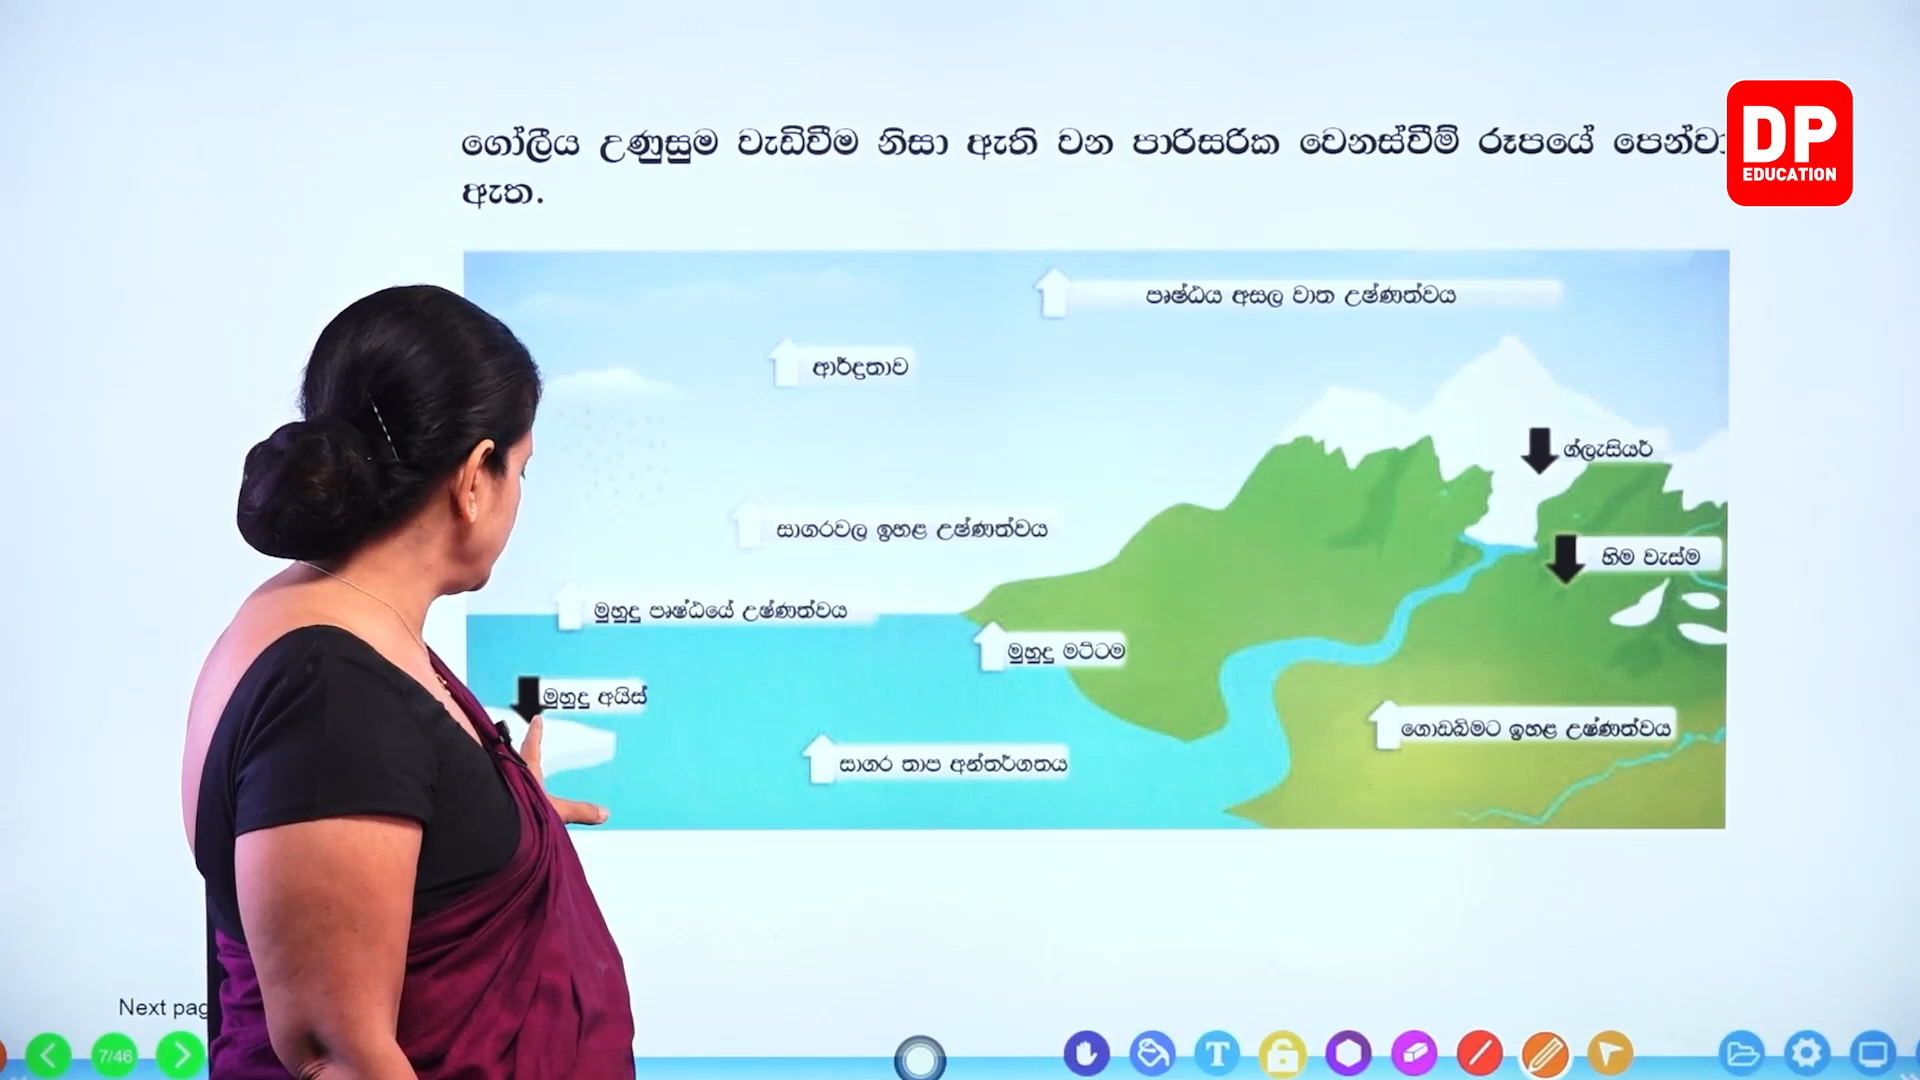 DP
EDUCATION
ගෝලීය උණුසුම වැඩිවීම නිසා ඇති වන පාරිසරික වෙනස්වීම් රූපයේ
ඇත.
පෘෂ්ඨය අසල වාත උෂ්ණත්වය
ආර්ද්‍රතාව
ග්ලැසියර්
සාගරවල ඉහළ උෂ්ණත්වය
හිම වැස්ම
මුහුදු පෘෂ්ඨයේ උෂ්ණත්වය
මුහුදු මට්ටම
මුහුදු අයිස්
ගොඩබිමට ඉහළ උෂ්ණත්වය
සාගර තාප අන්තර්ගතය
Next
7/46
T